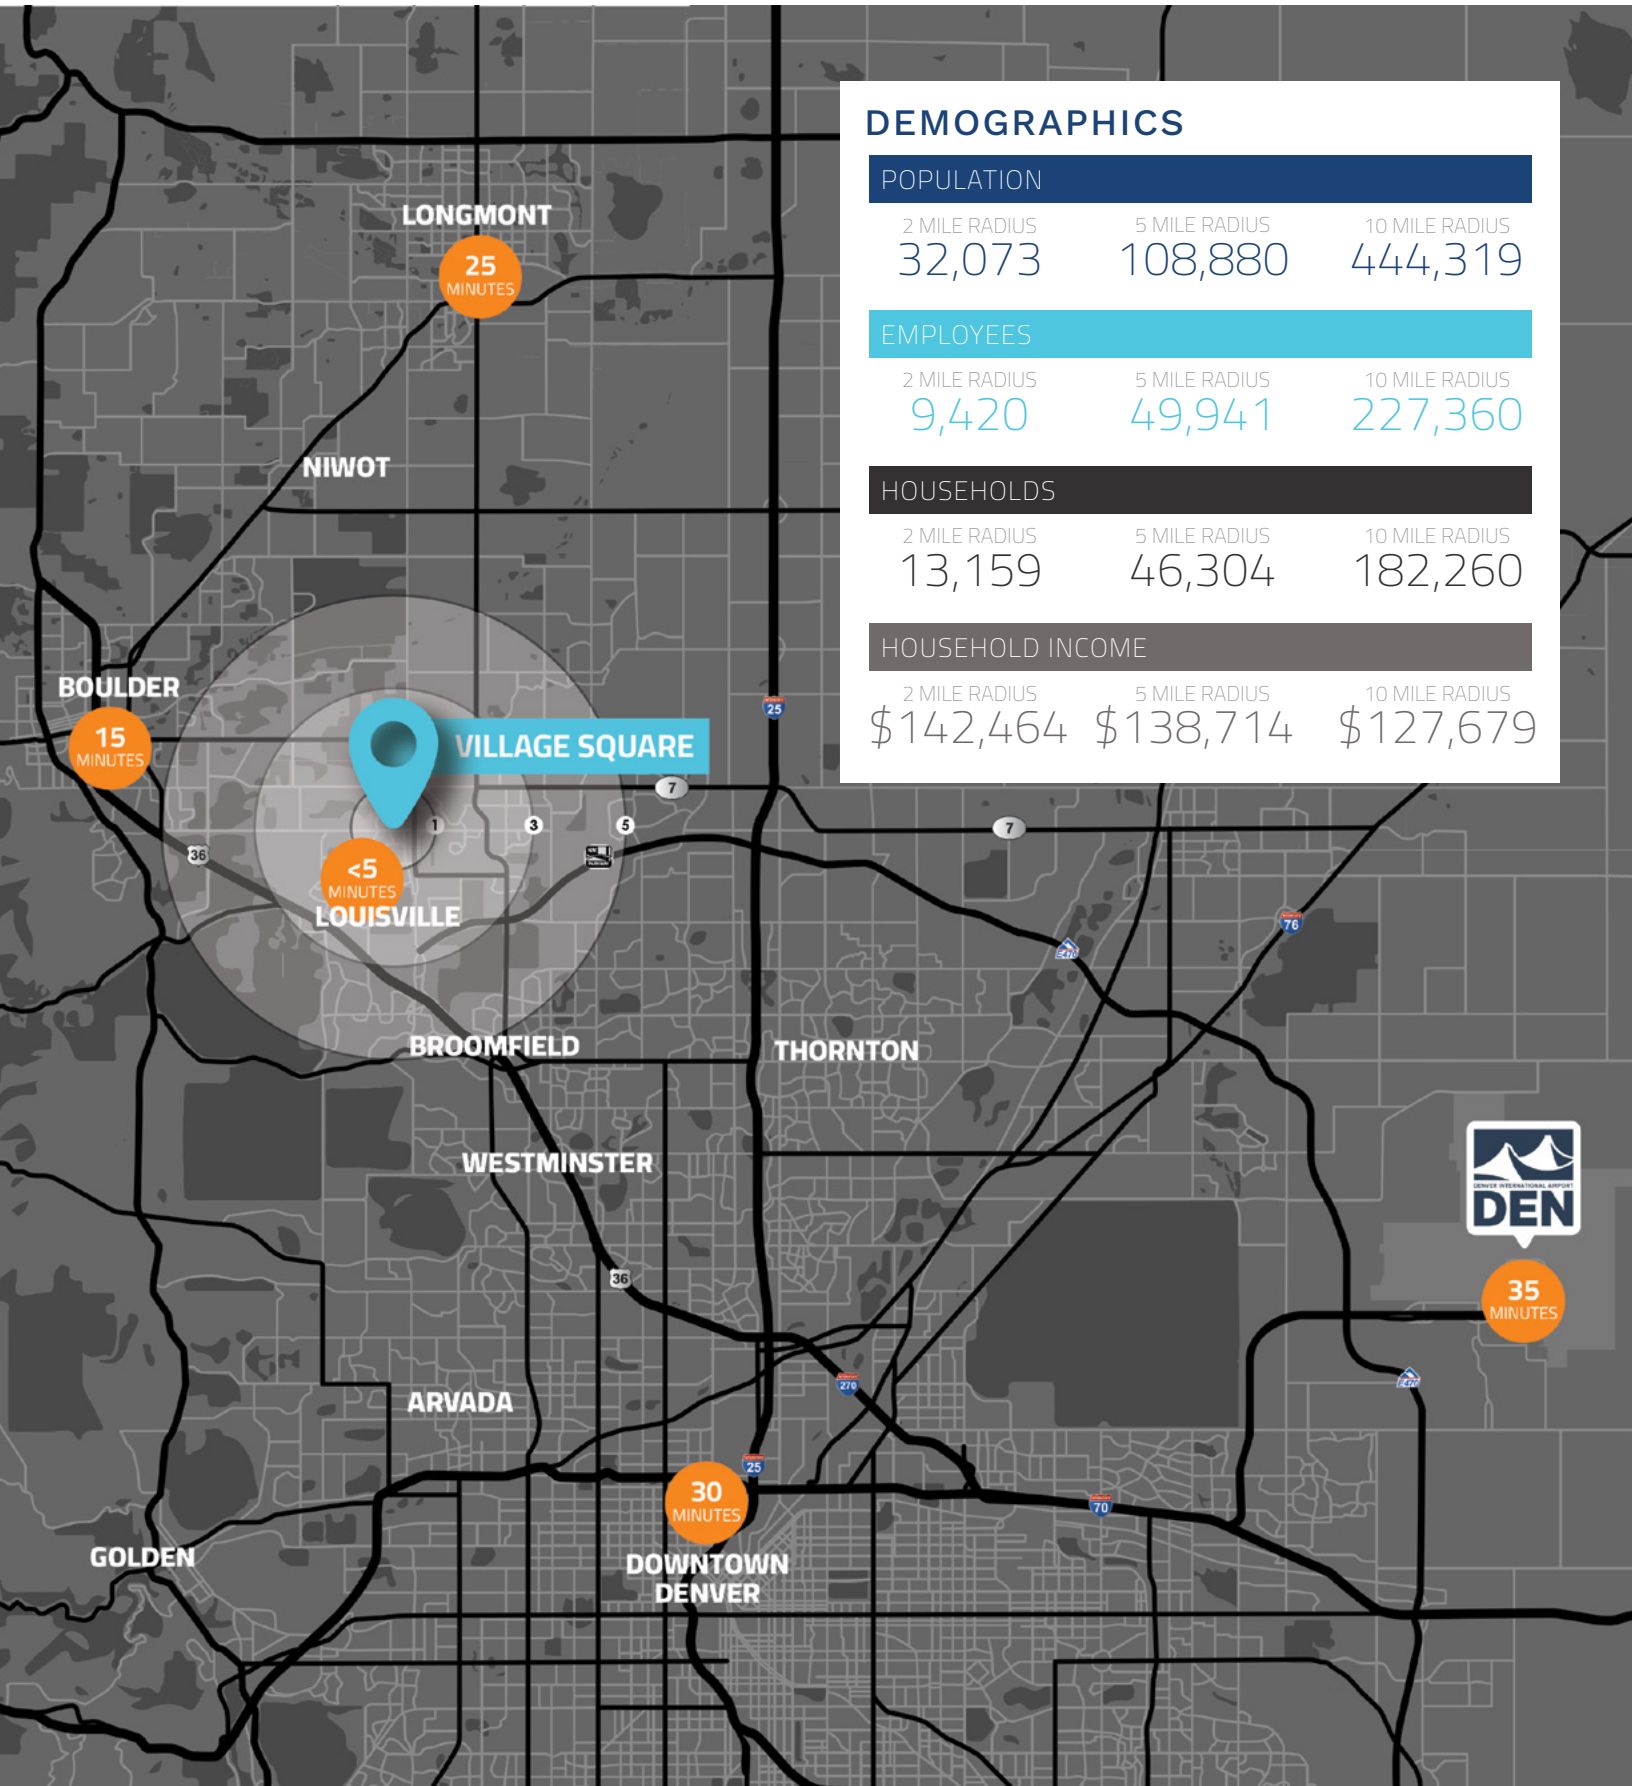 DEMOGRAPHICS
POPULATION
2 MILE RADIUS 5 MILE RADIUS 10 MILE RADIUS
32,073 108,880 444,319
EMPLOYEES
2 MILE RADIUS 5 MILE RADIUS 10 MILE RADIUS
9,420 49,941 227,360
HOUSEHOLDS
2 MILE RADIUS 5 MILE RADIUS 10 MILE RADIUS
13,159 46,304 182,260
HOUSEHOLD INCOME
2 MILE RADIUS 5 MILE RADIUS 10 MILE RADIUS
$142,464 $138,714 $127,679
LONGMONT
25
MINUTES
NIWOT
BOULDER
15
MINUTES
25
VILLAGE SQUARE
7
1 3 5
7
36
<5
MINUTES
LOUISVILLE
76
E470
BROOMFIELD
THORNTON
WESTMINSTER
DENVER INTERNATIONAL AIRPORT
DEN
36
35
MINUTES
270
E470
ARVADA
25
30
MINUTES
70
GOLDEN
DOWNTOWN
DENVER